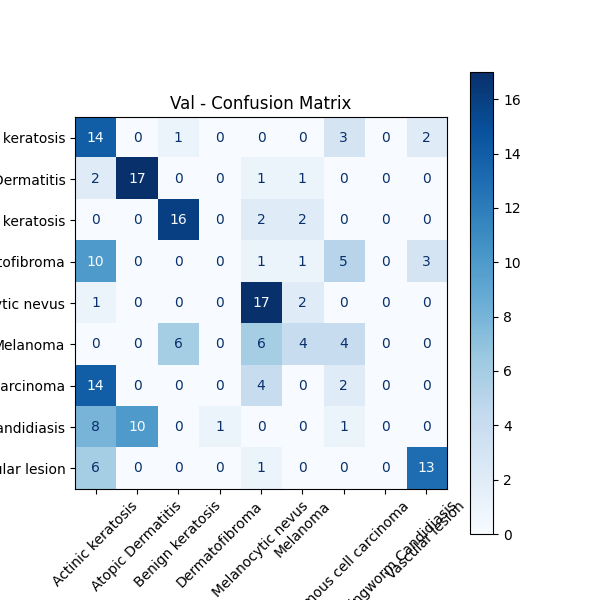 Val - Confusion Matrix
keratosis 14 0 1 0 0 0 3 0 2
Dermatitis 2 17 0 0 1 1 0 0 0
keratosis 0 0 16 0 2 2 0 0 0
tofibroma 10 0 0 0 1 1 5 0 3
tic nevus 1 0 0 0 17 2 0 0 0
Melanoma 0 0 6 0 6 4 4 0 0
arcinoma 14 0 0 0 4 0 2 0 0
andidiasis 8 10 0 1 0 0 1 0 0
lar lesion 6 0 0 0 1 0 0 0 13
Actinic keratosis
Atopic Dermatitis
Benign keratosis
Dermatofibroma
Melanocytic nevus
Melanoma
mous cell carcinoma
ngworm Candidiasis
Vascular lesion
16
14
12
10
8
6
4
2
0